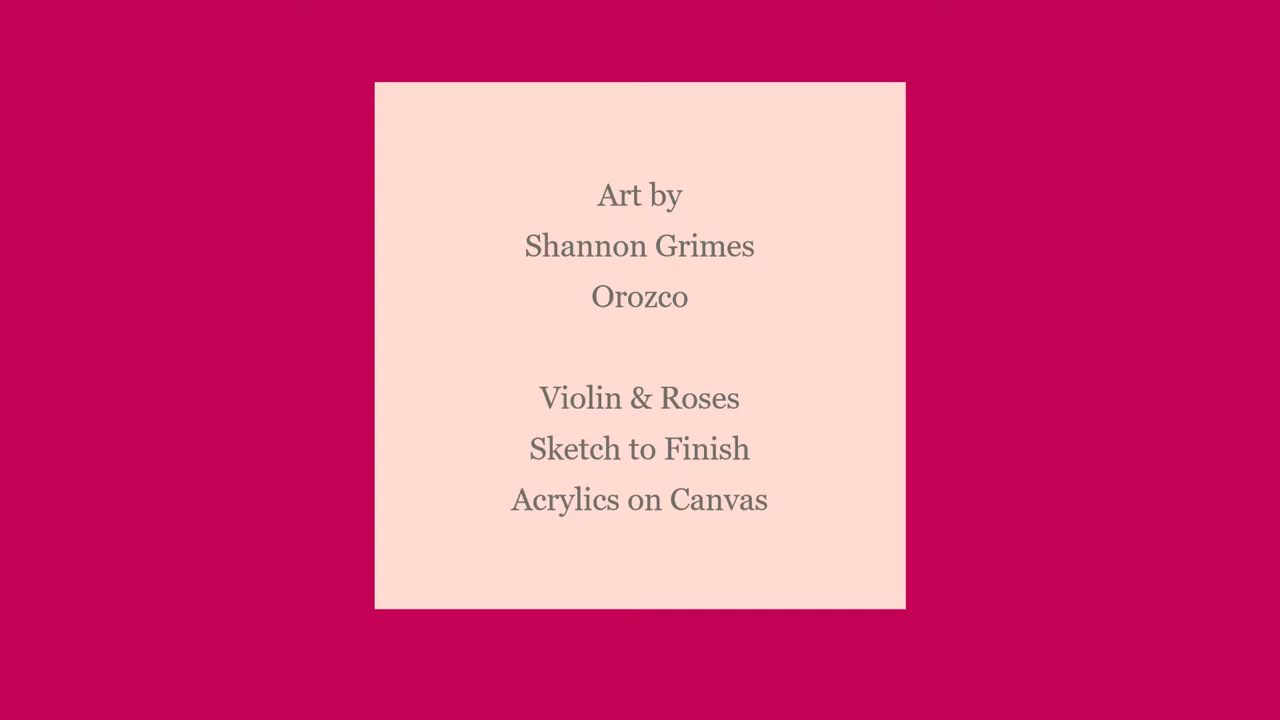 Art by
Shannon Grimes
Orozco
Violin & Roses
Sketch to Finish
Acrylics on Canvas